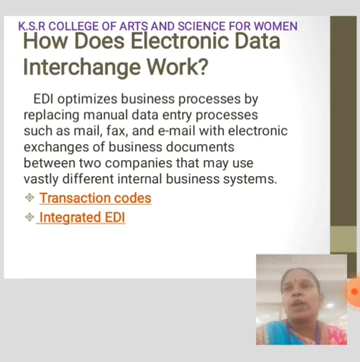 K.S.R COLLEGE OF ARTS AND SCIENCE FOR WOMEN
How Does Electronic Data
Interchange Work?
EDI optimizes business processes by
replacing manual data entry processes
such as mail, fax, and e-mail with electronic
exchanges of business documents
between two companies that may use
vastly different internal business systems.
Transaction codes
Integrated EDI